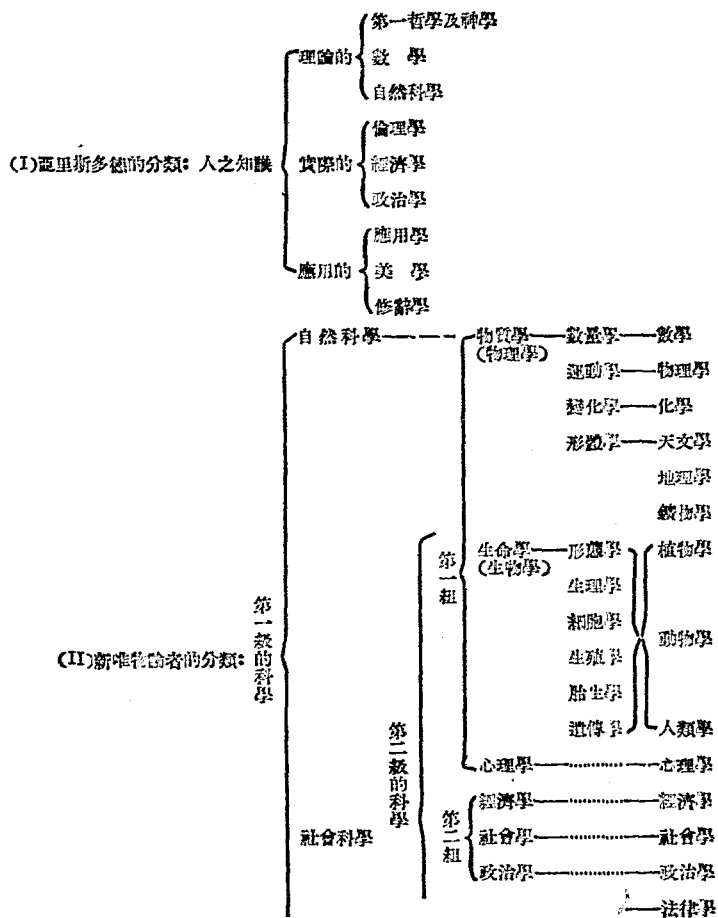 第一哲學及神學
理論的 數 學
自然科學
倫理學
(I)亞里斯多德的分類：人之知識 實際的 經濟學
政治學
應用學
應用的 美 學
修辭學
自然科學 物質學 數量學 數學
(物理學)
運動學 物理學
變化學 化學
形體學 天文學
地理學
鑛物學
生命學 形態學 植物學
(生物學)
第一組
生理學
細胞學
動物學
第一級的科學
(II)新唯物論者的分類：
生殖學
胎生學
遺傳學 人類學
第二級的科學
心理學 心理學
經濟學 經濟學
第二組
社會科學 社會學 社會學
政治學 政治學
法律學